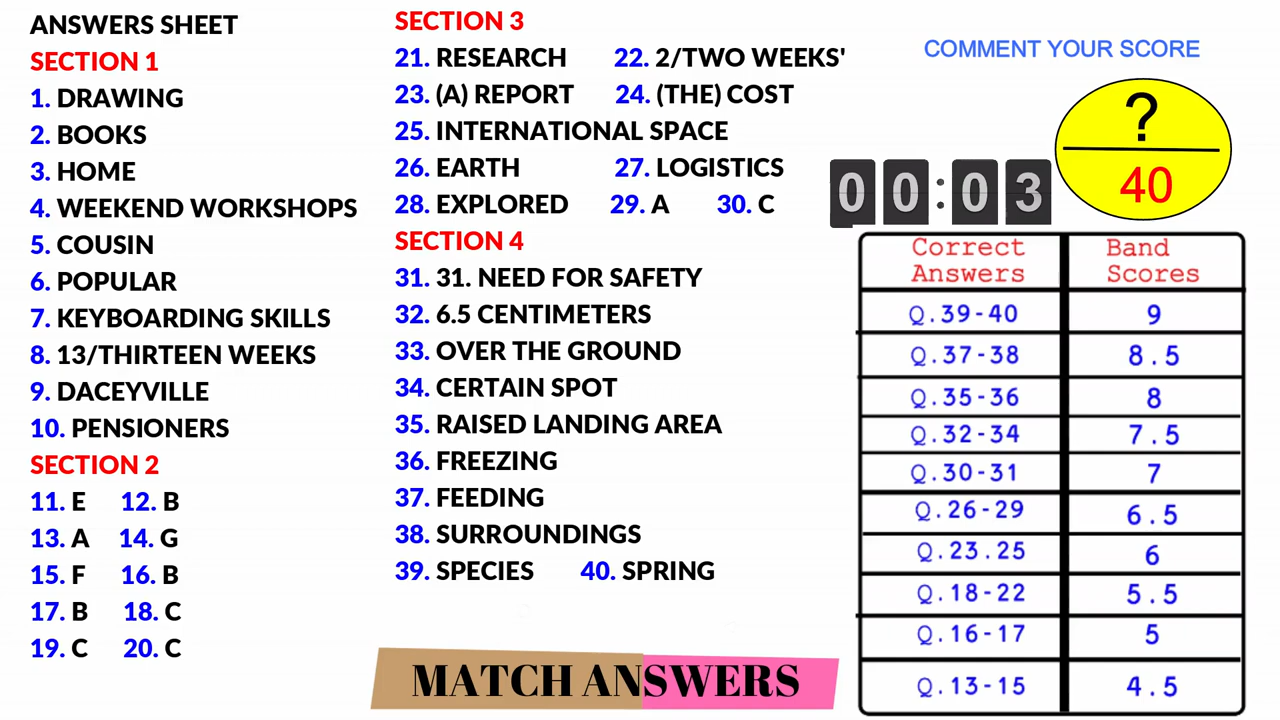 ANSWERS SHEET
SECTION 1
1. DRAWING
2. BOOKS
3. HOME
4. WEEKEND WORKSHOPS
5. COUSIN
6. POPULAR
7. KEYBOARDING SKILLS
8. 13/THIRTEEN WEEKS
9. DACEYVILLE
10. PENSIONERS
SECTION 2
11. E 12. B
13. A 14. G
15. F 16. B
17. B 18. C
19. C 20. C
SECTION 3
21. RESEARCH 22. 2/TWO WEEKS'
23. (A) REPORT 24. (THE) COST
25. INTERNATIONAL SPACE
26. EARTH 27. LOGISTICS
28. EXPLORED 29. A 30. C
SECTION 4
31. 31. NEED FOR SAFETY
32. 6.5 CENTIMETERS
33. OVER THE GROUND
34. CERTAIN SPOT
35. RAISED LANDING AREA
36. FREEZING
37. FEEDING
38. SURROUNDINGS
39. SPECIES 40. SPRING
MATCH ANSWERS
COMMENT YOUR SCORE
?
40
00:03
Correct Answers Band Scores
Q.39-40 9
Q.37-38 8.5
Q.35-36 8
Q.32-34 7.5
Q.30-31 7
Q.26-29 6.5
Q.23.25 6
Q.18-22 5.5
Q.16-17 5
Q.13-15 4.5